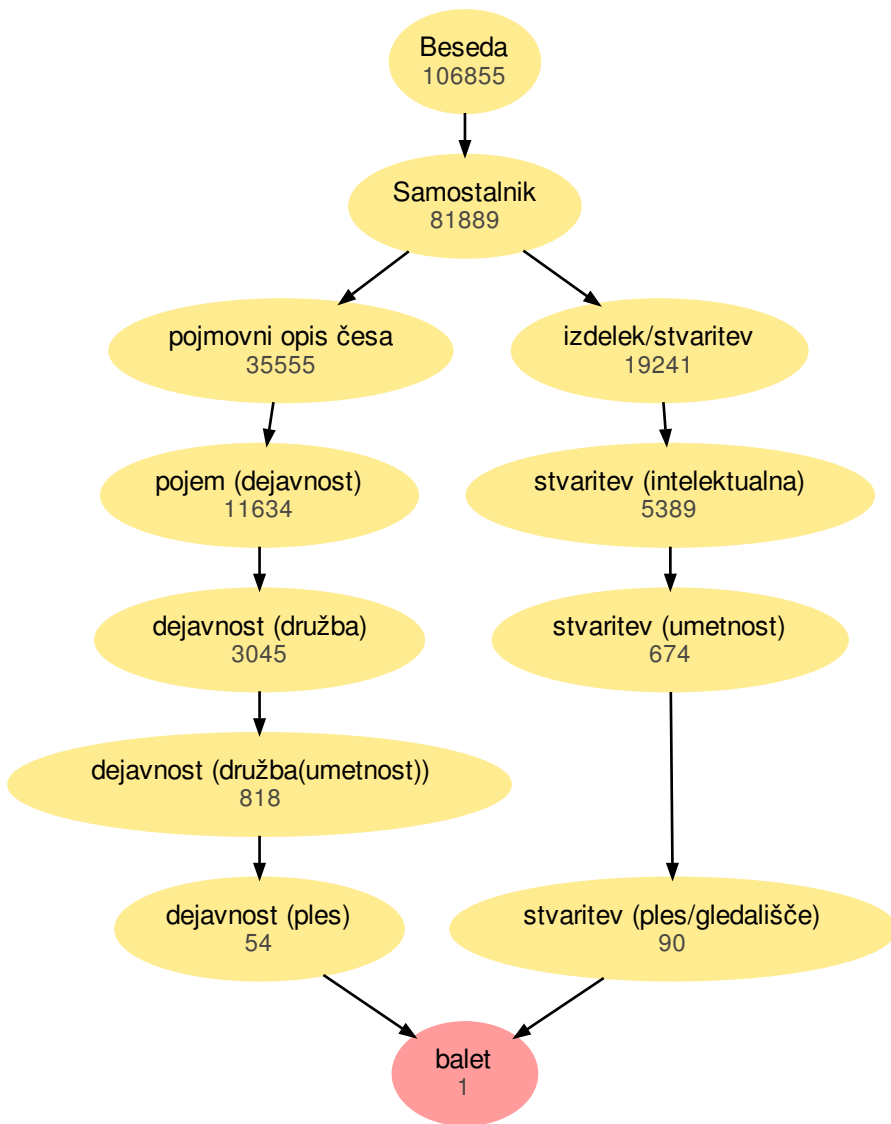 Beseda
106855
Samostalnik
81889
pojmovni opis česa
35555
izdelek/stvaritev
19241
pojem (dejavnost)
11634
stvaritev (intelektualna)
5389
dejavnost (družba)
3045
stvaritev (umetnost)
674
dejavnost (družba(umetnost))
818
dejavnost (ples)
54
stvaritev (ples/gledališče)
90
balet
1